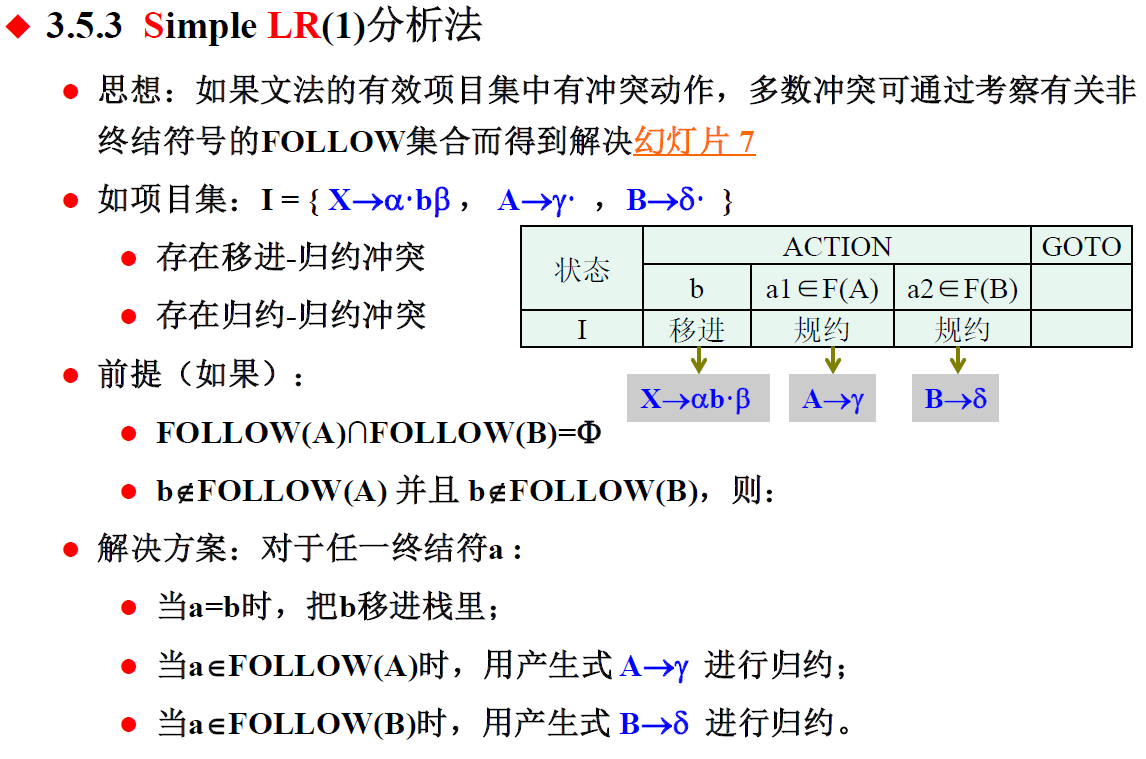 ◆ 3.5.3 Simple LR(1)分析法
● 思想：如果文法的有效项目集中有冲突动作，多数冲突可通过考察有关非
终结符号的FOLLOW集合而得到解决幻灯片 7
● 如项目集：I = { X→α·bβ ， A→γ· ，B→δ· }
● 存在移进-归约冲突
● 存在归约-归约冲突
状态 ACTION GOTO
b a1∈F(A) a2∈F(B)
I 移进 规约 规约
X→αb·β A→γ B→δ
● 前提（如果）：
● FOLLOW(A)∩FOLLOW(B)=Φ
● b∉FOLLOW(A) 并且 b∉FOLLOW(B)，则：
● 解决方案：对于任一终结符a：
● 当a=b时，把b移进栈里；
● 当a∈FOLLOW(A)时，用产生式 A→γ 进行归约；
● 当a∈FOLLOW(B)时，用产生式 B→δ 进行归约。